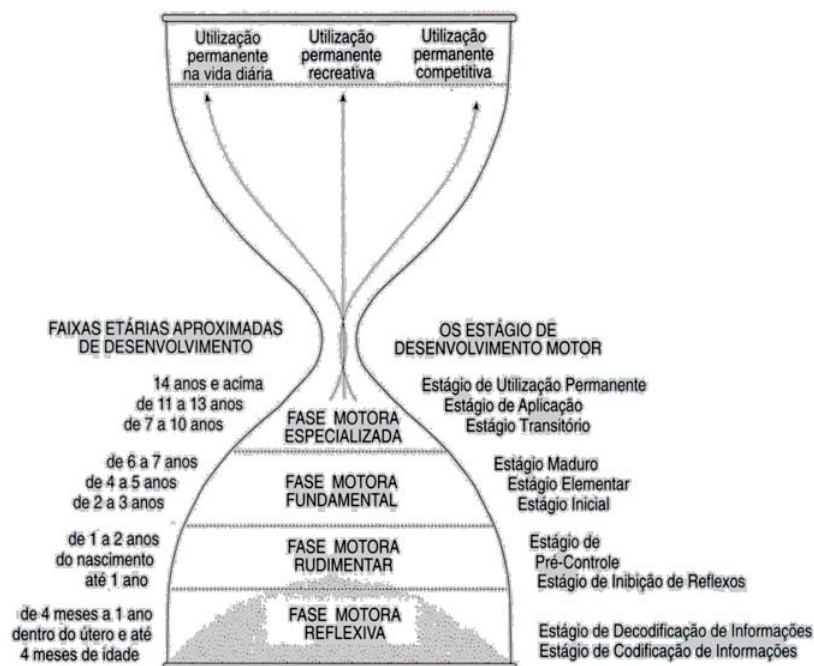 Utilização
permanente
na vida diária
Utilização
permanente
recreativa
Utilização
permanente
competitiva
FAIXAS ETÁRIAS APROXIMADAS
DE DESENVOLVIMENTO
OS ESTÁGIO DE
DESENVOLVIMENTO MOTOR
14 anos e acima
de 11 a 13 anos
de 7 a 10 anos
FASE MOTORA
ESPECIALIZADA
Estágio de Utilização Permanente
Estágio de Aplicação
Estágio Transitório
de 6 a 7 anos
de 4 a 5 anos
de 2 a 3 anos
FASE MOTORA
FUNDAMENTAL
Estágio Maduro
Estágio Elementar
Estágio Inicial
de 1 a 2 anos
do nascimento
até 1 ano
FASE MOTORA
RUDIMENTAR
Estágio de
Pré-Controle
Estágio de Inibição de Reflexos
de 4 meses a 1 ano
dentro do útero e até
4 meses de idade
FASE MOTORA
REFLEXIVA
Estágio de Decodificação de Informações
Estágio de Codificação de Informações